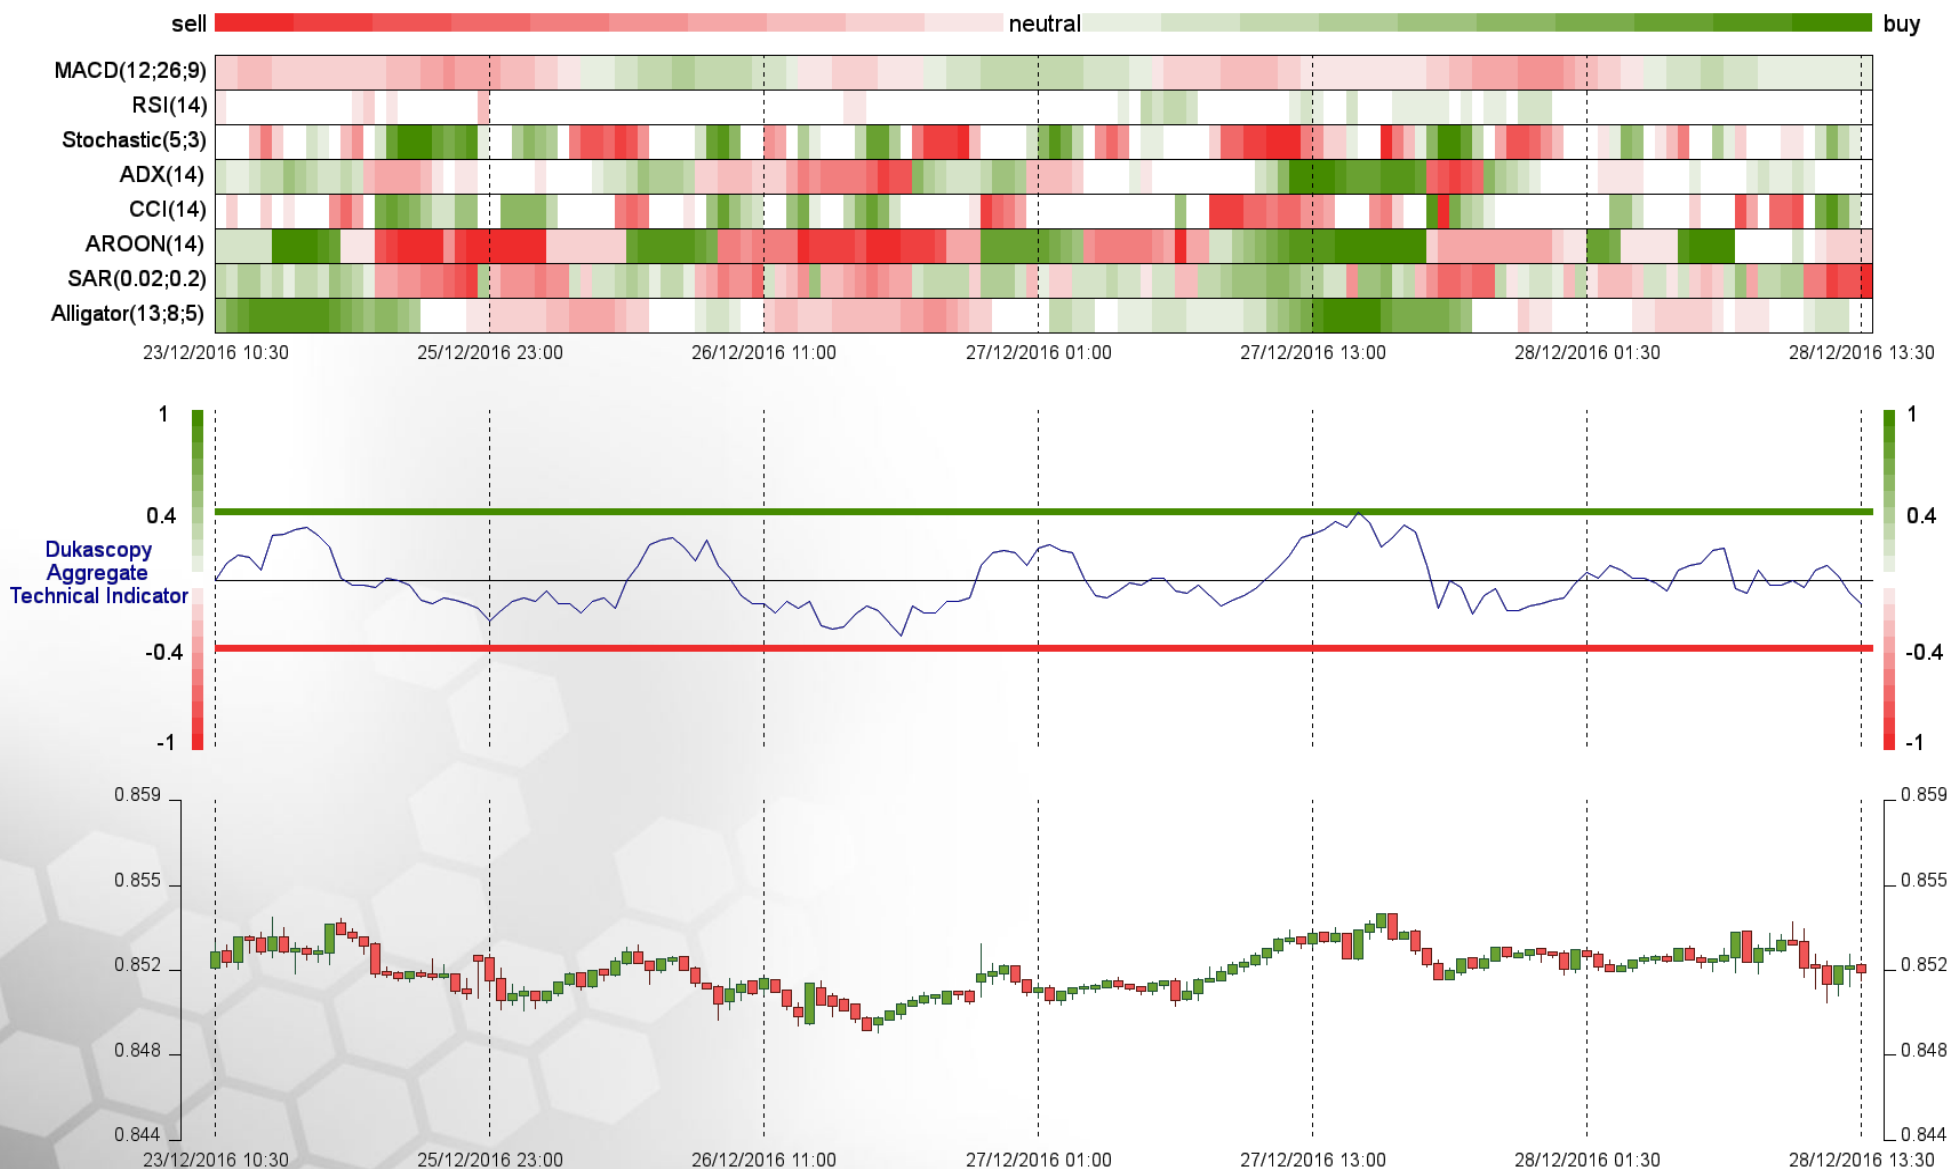 sell neutral buy
MACD(12;26;9)
RSI(14)
Stochastic(5;3)
ADX(14)
CCI(14)
AROON(14)
SAR(0.02;0.2)
Alligator(13;8;5)
23/12/2016 10:30 25/12/2016 23:00 26/12/2016 11:00 27/12/2016 01:00 27/12/2016 13:00 28/12/2016 01:30 28/12/2016 13:30
1 1
0.4 0.4
Dukascopy
Aggregate
Technical Indicator
-0.4 -0.4
-1 -1
0.859 0.859
0.855 0.855
0.852 0.852
0.848 0.848
0.844 0.844
23/12/2016 10:30 25/12/2016 23:00 26/12/2016 11:00 27/12/2016 01:00 27/12/2016 13:00 28/12/2016 01:30 28/12/2016 13:30